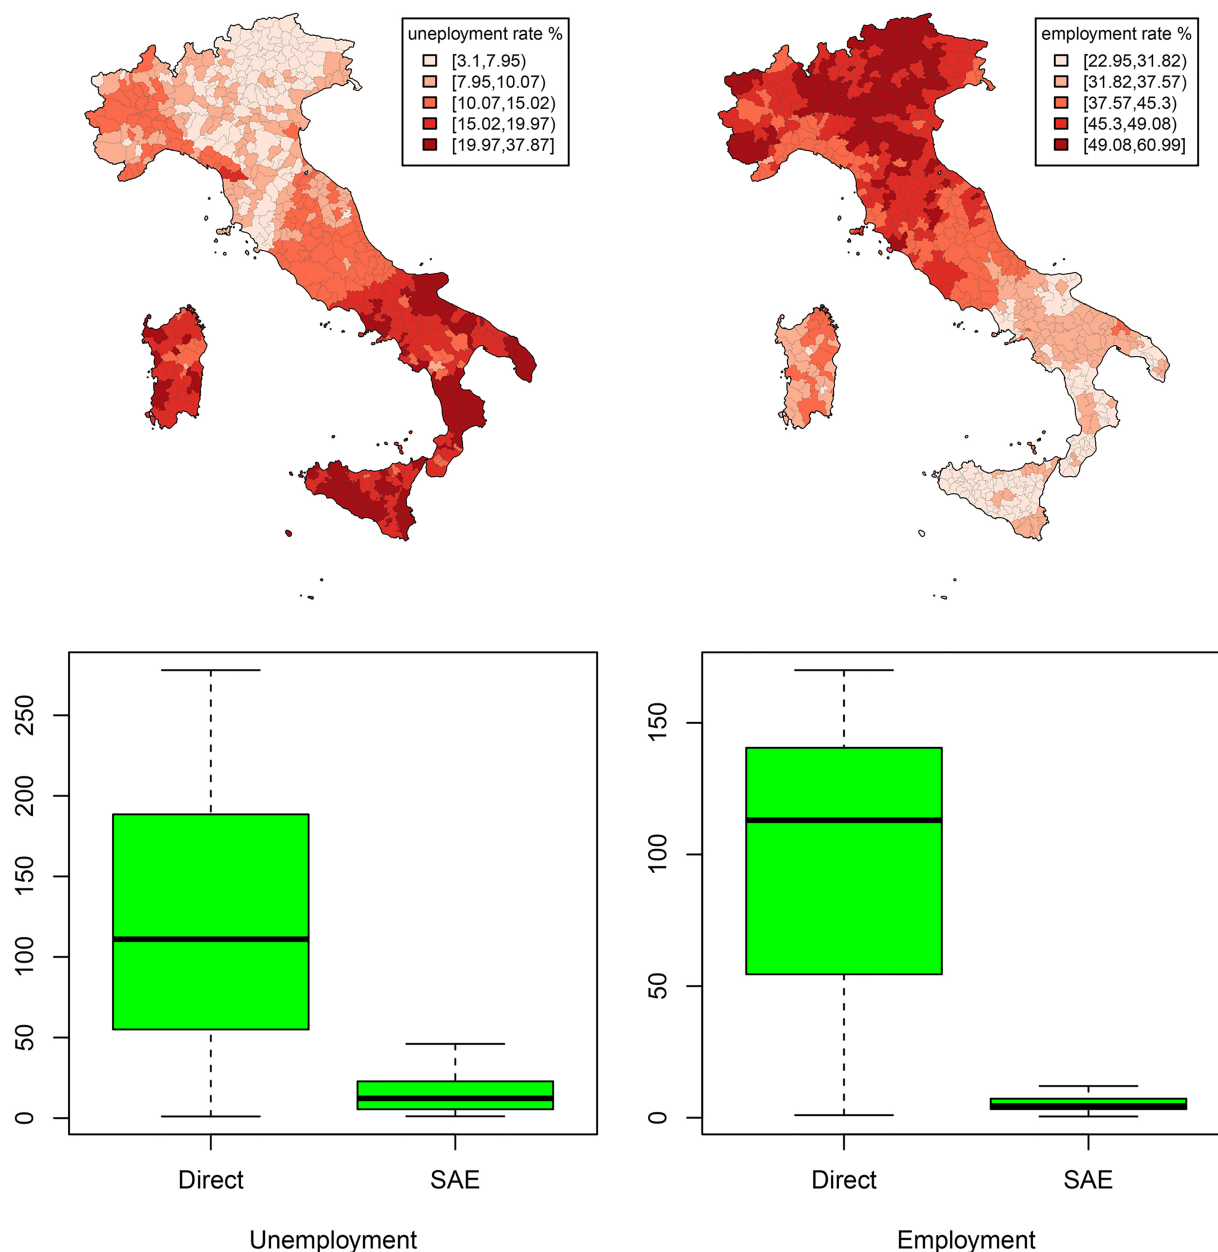 uneployment rate %
[3.1,7.95)
[7.95,10.07)
[10.07,15.02)
[15.02,19.97)
[19.97,37.87]
employment rate %
[22.95,31.82)
[31.82,37.57)
[37.57,45.3)
[45.3,49.08)
[49.08,60.99]
250
200
150
100
50
0
Direct
SAE
Unemployment
150
100
50
0
Direct
SAE
Employment